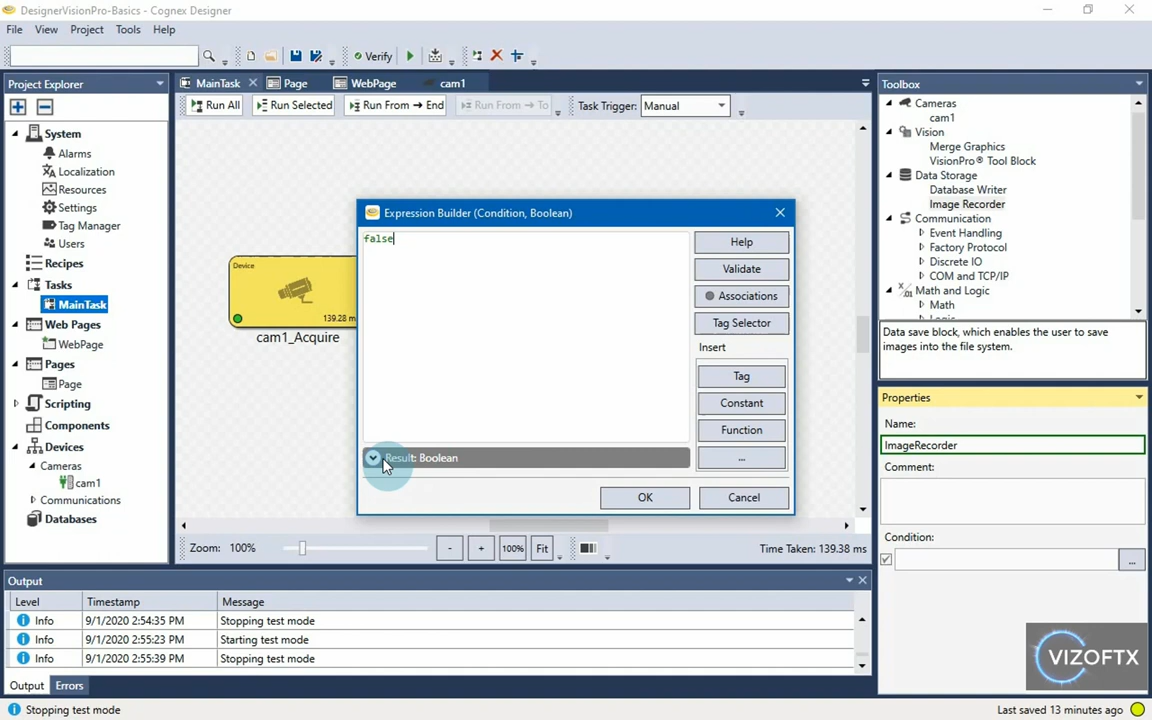 DesignerVisionPro-Basics - Cognex Designer
File View Project Tools Help
Verify
Project Explorer
MainTask
Page
WebPage
cam1
Toolbox
Run All
Run Selected
Run From → End
Run From → To
Task Trigger: Manual
System
Alarms
Localization
Resources
Settings
Tag Manager
Users
Recipes
Tasks
MainTask
Web Pages
WebPage
Pages
Page
Scripting
Components
Devices
Cameras
cam1
Communications
Databases
Device
139.28 m
cam1_Acquire
Expression Builder (Condition, Boolean)
false
Help
Validate
Associations
Tag Selector
Insert
Tag
Constant
Function
...
Result: Boolean
OK
Cancel
Cameras
cam1
Vision
Merge Graphics
VisionPro® Tool Block
Data Storage
Database Writer
Image Recorder
Communication
Event Handling
Factory Protocol
Discrete IO
COM and TCP/IP
Math and Logic
Math
Data save block, which enables the user to save
images into the file system.
Properties
Name:
ImageRecorder
Comment:
Condition:
...
Zoom: 100%
- + 100% Fit
Time Taken: 139.38 ms
Output
Level Timestamp Message
Info 9/1/2020 2:54:35 PM Stopping test mode
Info 9/1/2020 2:55:23 PM Starting test mode
Info 9/1/2020 2:55:39 PM Stopping test mode
Output Errors
VIZOFTX
Stopping test mode
Last saved 13 minutes ago